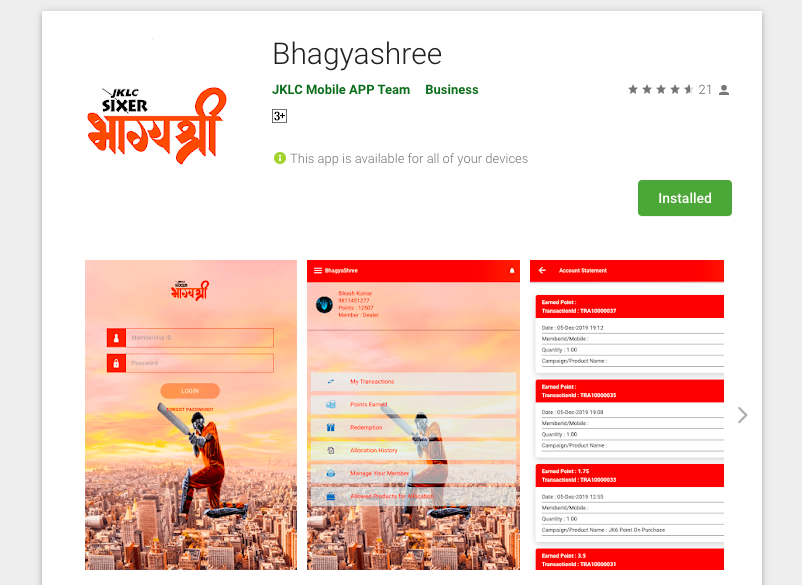 Bhagyashree
JKLC
SIXER
भाग्यश्री
JKLC Mobile APP Team Business
21
3+
This app is available for all of your devices
Installed
JKLC
SIXER
भाग्यश्री
Membership ID
Password
LOGIN
FORGOT PASSWORD?
BhagyaShree
Bikash Kumar
9811451277
Points : 12507
Member : Dealer
My Transactions
Points Earned
Redemption
Allocation History
Manage Your Member
Allowed Products for Allocation
Account Statement
Earned Point :
TransactionId : TRA10000037
Date : 05-Dec-2019 19:12
MemberId/Mobile :
Quantity : 1.00
Campaign/Product Name :
Earned Point :
TransactionId : TRA10000035
Date : 05-Dec-2019 19:08
MemberId/Mobile :
Quantity : 1.00
Campaign/Product Name :
Earned Point : 1.75
TransactionId : TRA10000033
Date : 05-Dec-2019 12:55
MemberId/Mobile :
Quantity : 1.00
Campaign/Product Name : JK6 Point On Purchase
Earned Point : 3.5
TransactionId : TRA10000031